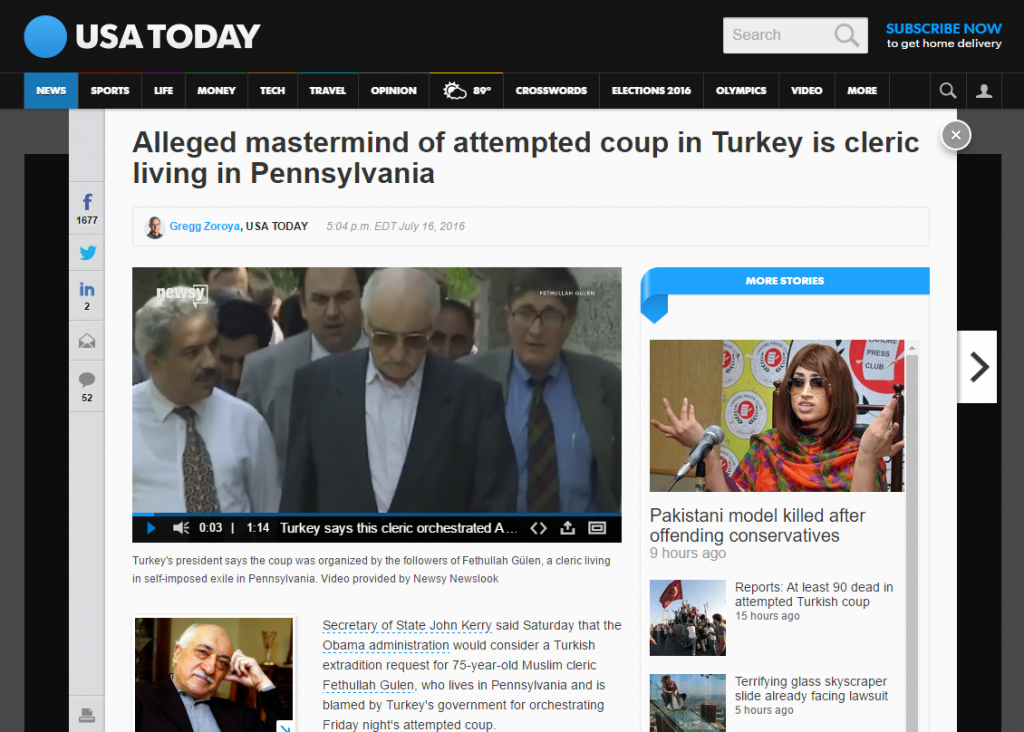 USA TODAY
Search
SUBSCRIBE NOW
to get home delivery
NEWS SPORTS LIFE MONEY TECH TRAVEL OPINION 89° CROSSWORDS ELECTIONS 2016 OLYMPICS VIDEO MORE
Alleged mastermind of attempted coup in Turkey is cleric
living in Pennsylvania
f
1677
in
2
52
Gregg Zoroya, USA TODAY 5:04 p.m. EDT July 16, 2016
newsy
FETHULLAH GULEN
0:03 | 1:14 Turkey says this cleric orchestrated A...
Turkey's president says the coup was organized by the followers of Fethullah Gülen, a cleric living
in self-imposed exile in Pennsylvania. Video provided by Newsy Newslook
Secretary of State John Kerry said Saturday that the
Obama administration would consider a Turkish
extradition request for 75-year-old Muslim cleric
Fethullah Gulen, who lives in Pennsylvania and is
blamed by Turkey's government for orchestrating
Friday night's attempted coup.
MORE STORIES
LAHORE
PRESS
CLUB
Pakistani model killed after
offending conservatives
9 hours ago
Reports: At least 90 dead in
attempted Turkish coup
15 hours ago
Terrifying glass skyscraper
slide already facing lawsuit
5 hours ago